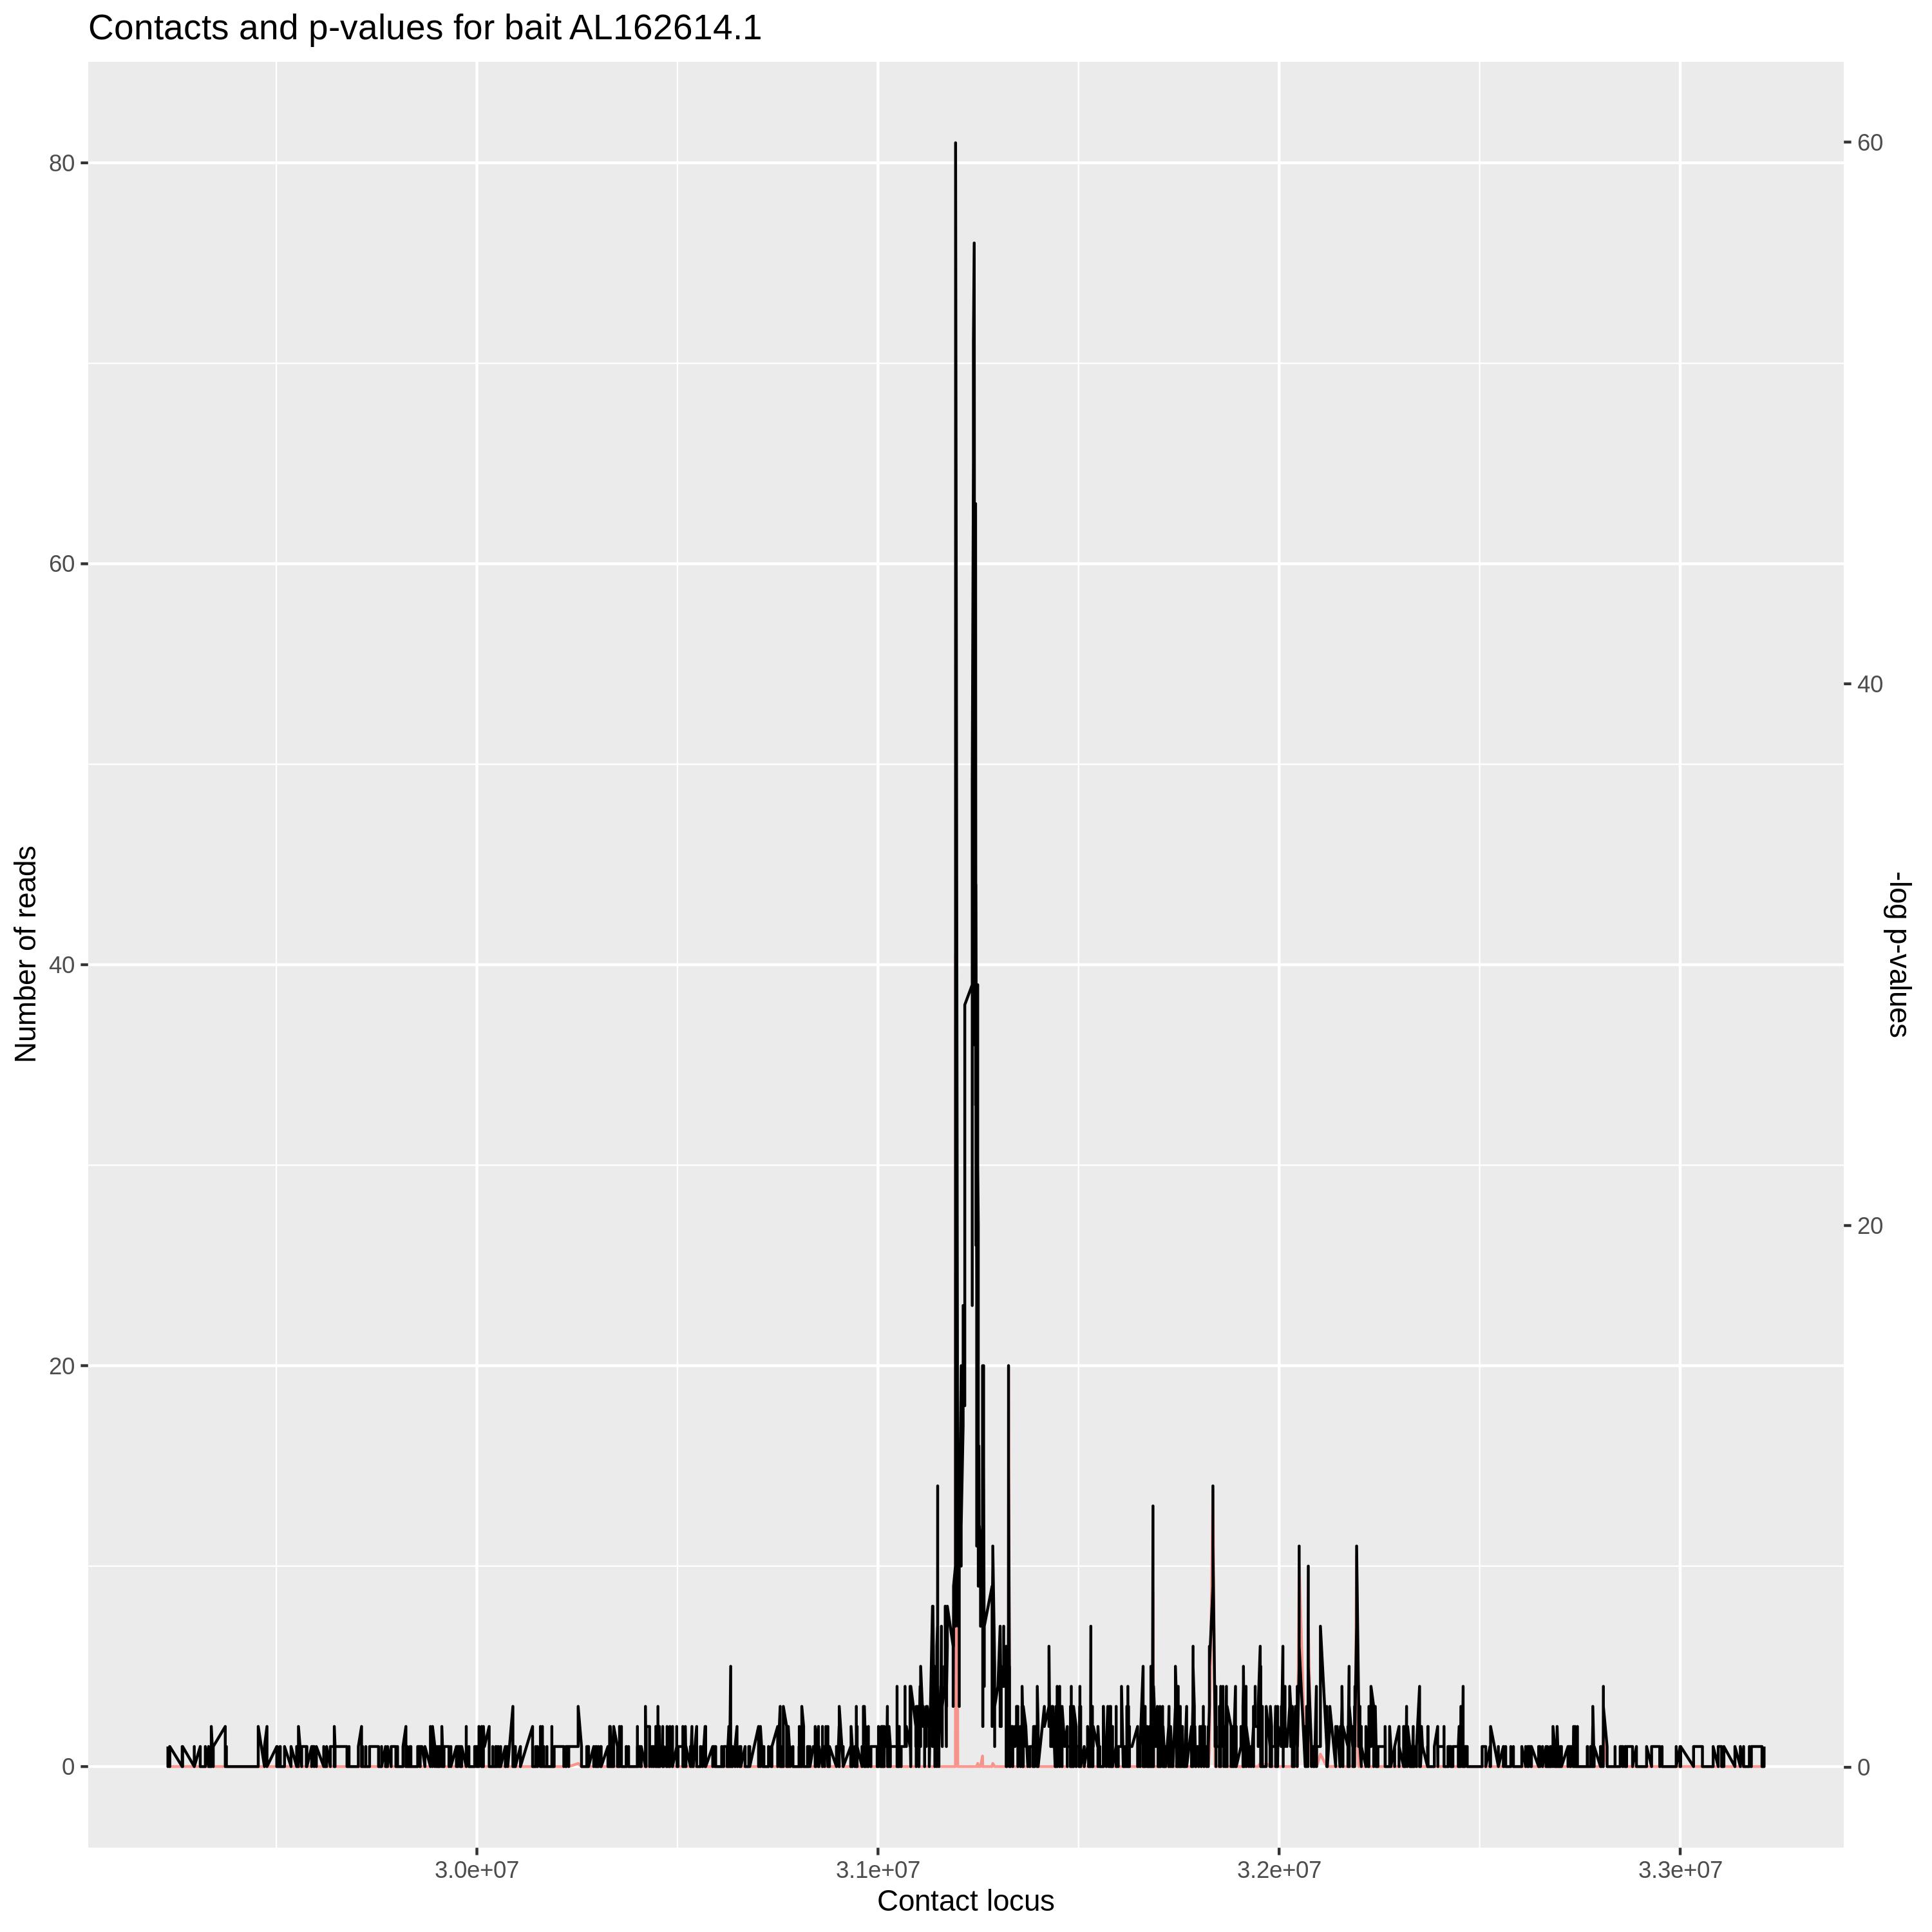 Contacts and p-values for bait AL162614.1
80
60
40
20
0
Number of reads
60
40
20
0
-log p-values
3.0e+07
3.1e+07
3.2e+07
3.3e+07
Contact locus